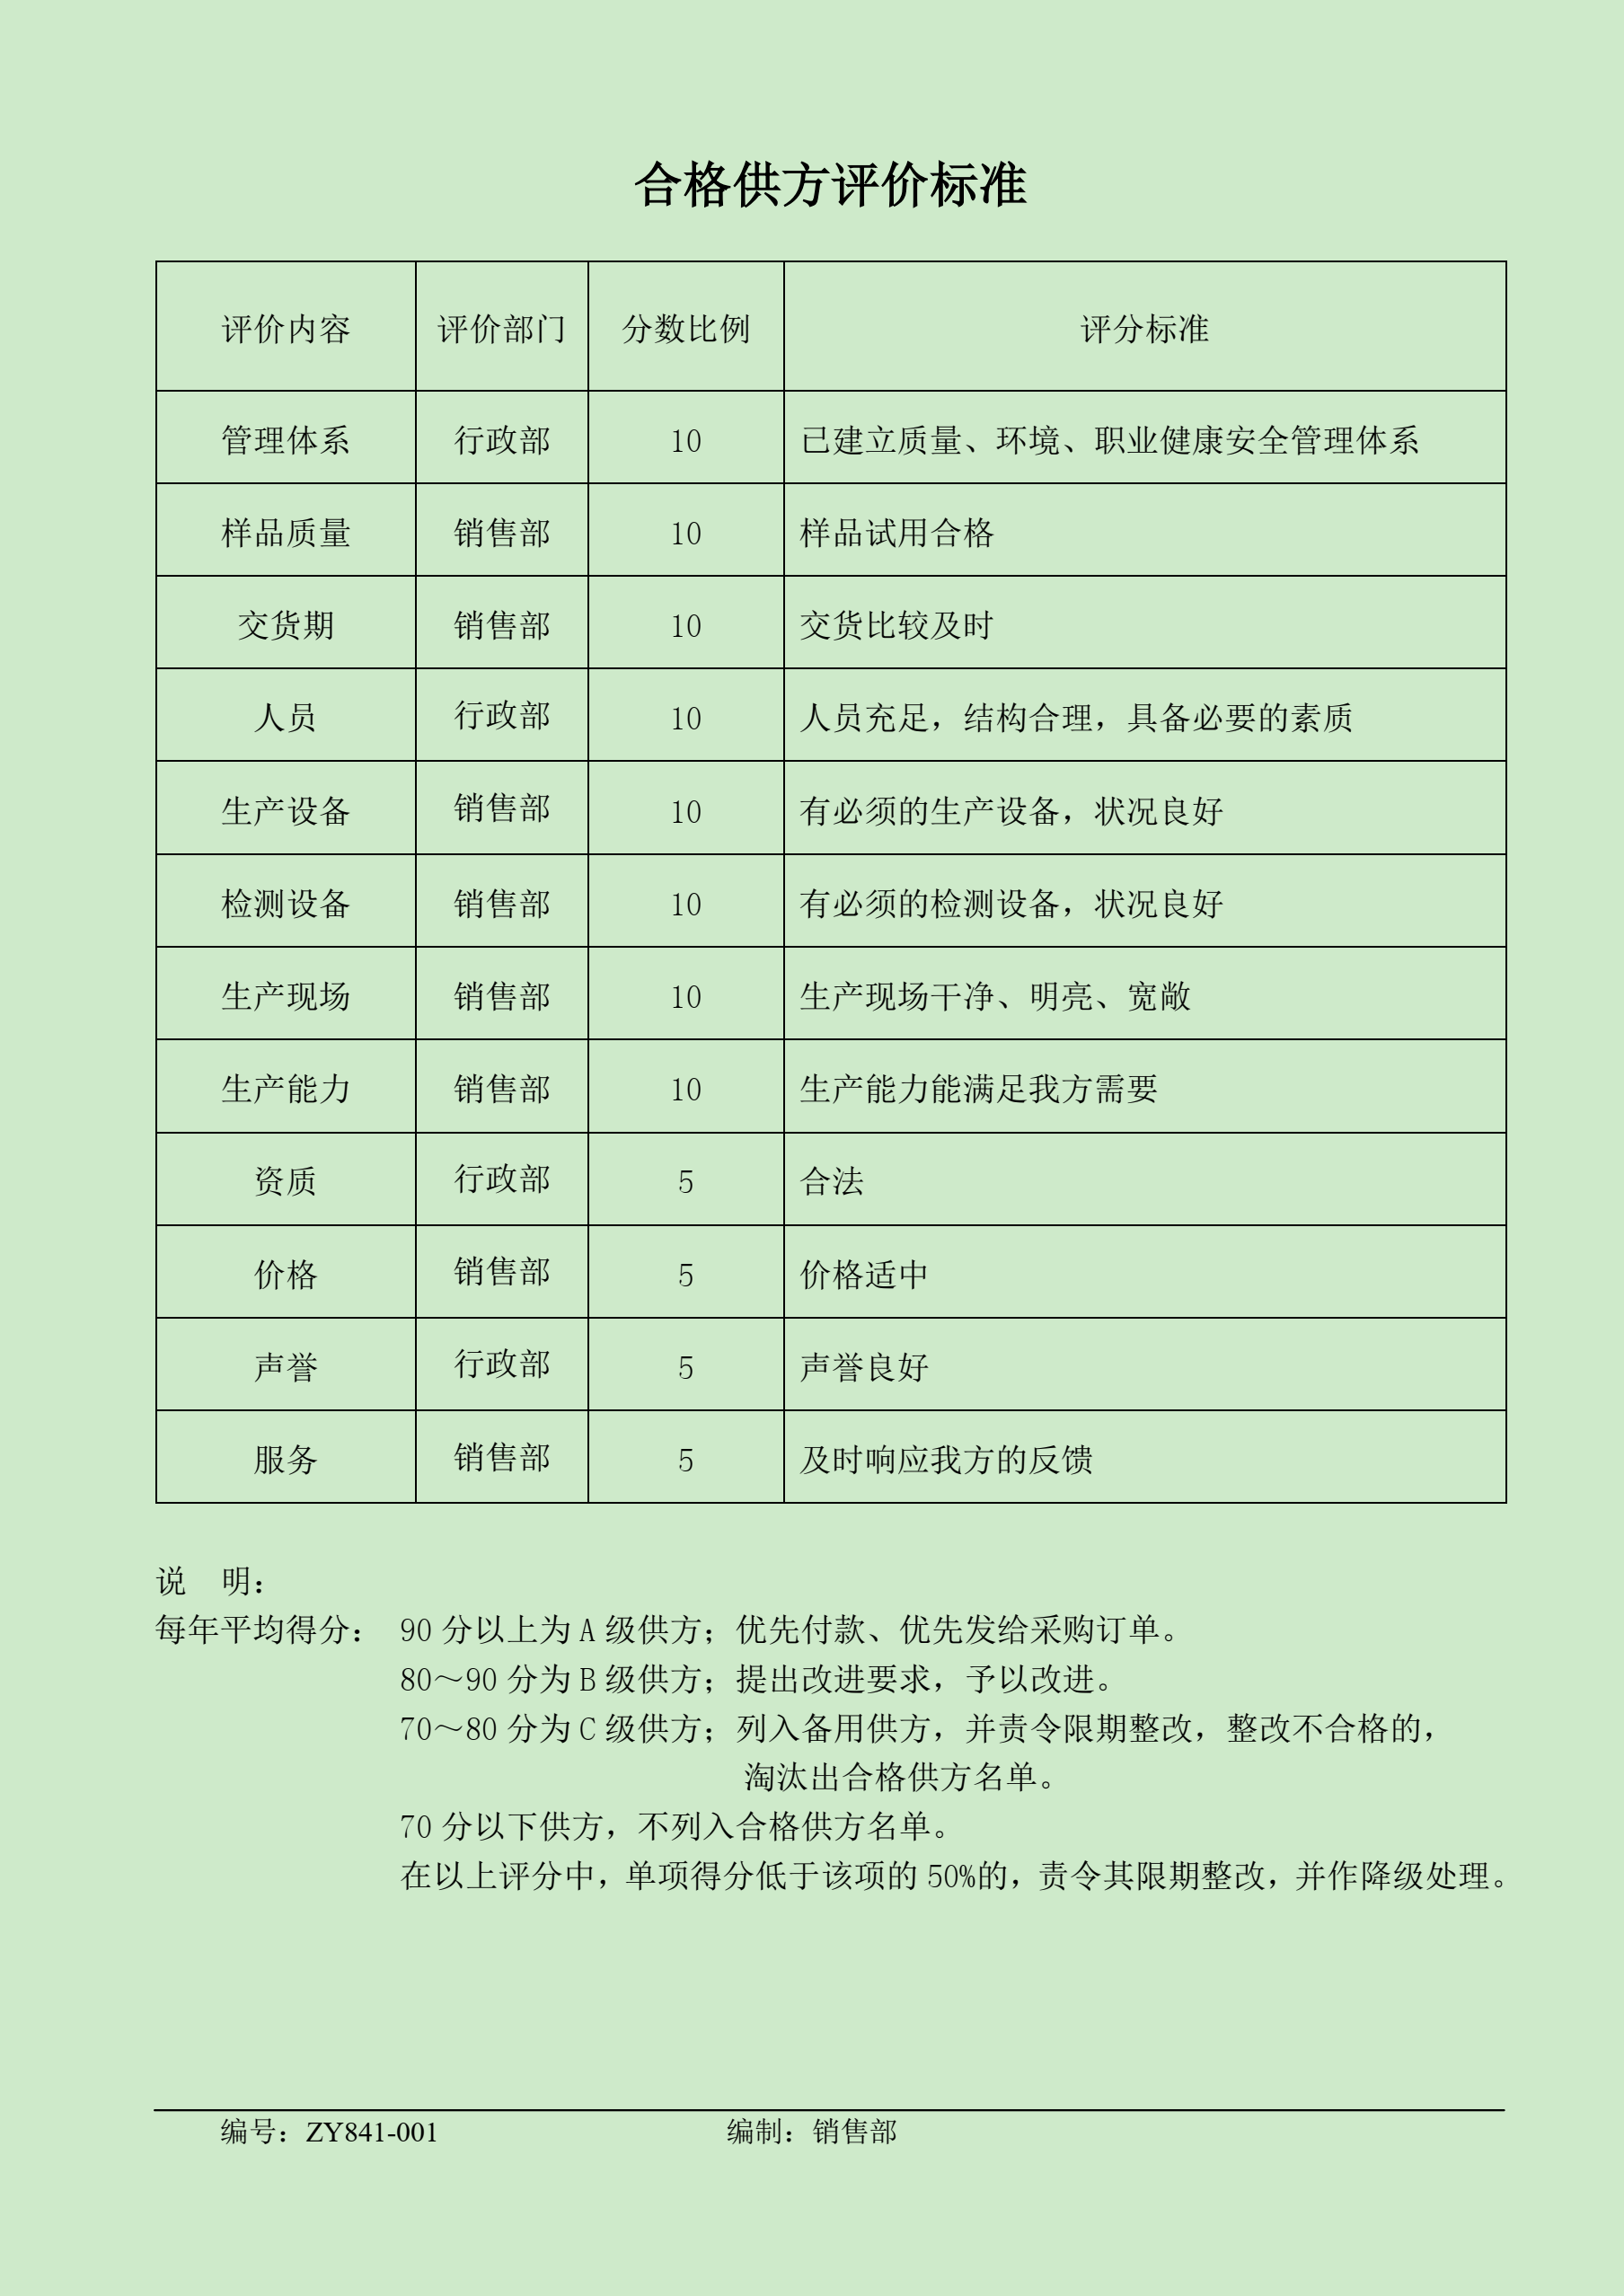 合格供方评价标准
评价内容 评价部门 分数比例 评分标准
管理体系 行政部 10 已建立质量、环境、职业健康安全管理体系
样品质量 销售部 10 样品试用合格
交货期 销售部 10 交货比较及时
人员 行政部 10 人员充足，结构合理，具备必要的素质
生产设备 销售部 10 有必须的生产设备，状况良好
检测设备 销售部 10 有必须的检测设备，状况良好
生产现场 销售部 10 生产现场干净、明亮、宽敞
生产能力 销售部 10 生产能力能满足我方需要
资质 行政部 5 合法
价格 销售部 5 价格适中
声誉 行政部 5 声誉良好
服务 销售部 5 及时响应我方的反馈
说 明：
每年平均得分： 90 分以上为 A 级供方；优先付款、优先发给采购订单。
80～90 分为 B 级供方；提出改进要求，予以改进。
70～80 分为 C 级供方；列入备用供方，并责令限期整改，整改不合格的，
淘汰出合格供方名单。
70 分以下供方，不列入合格供方名单。
在以上评分中，单项得分低于该项的 50%的，责令其限期整改，并作降级处理。
编号：ZY841-001 编制：销售部